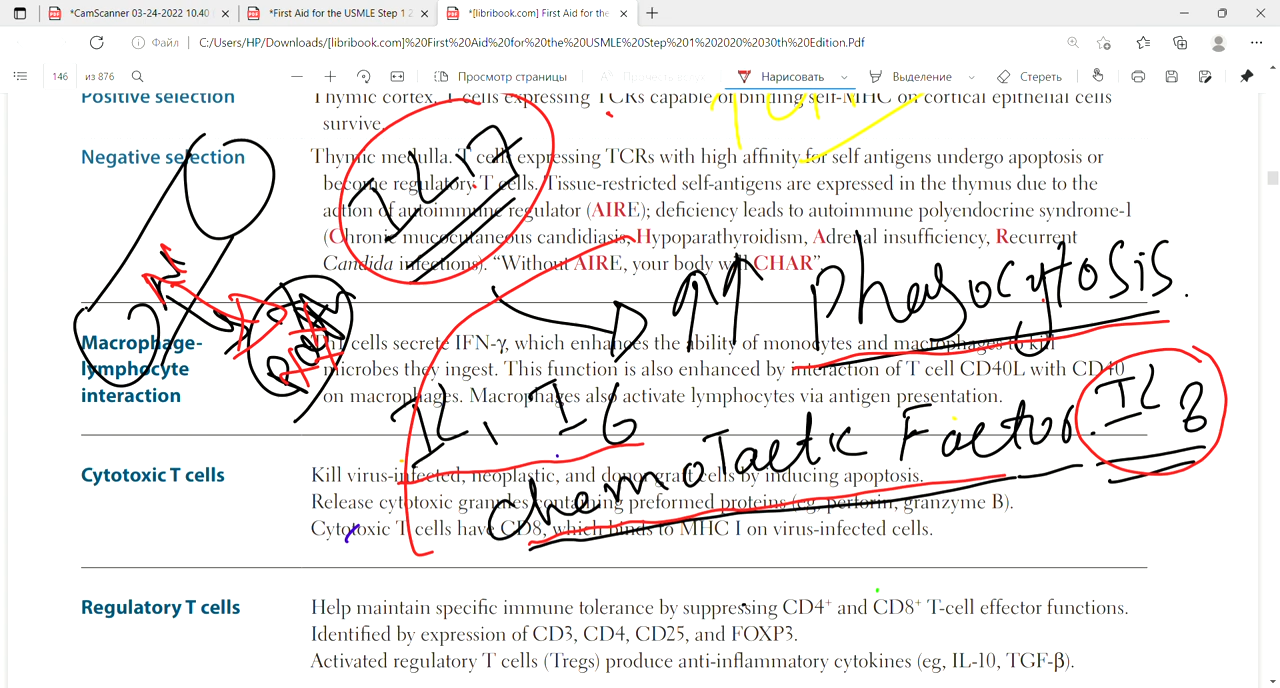 *CamScanner 03-24-2022 10.40
*First Aid for the USMLE Step 1 2
*[libribook.com] First Aid for the
Файл
C:/Users/HP/Downloads/[libribook.com]%20First%20Aid%20for%20the%20USMLE%20Step%201%202020%2030th%20Edition.Pdf
146 из 876
Просмотр страницы
Прочесть вслух
Нарисовать
Выделение
Стереть
Positive selection
Thymic cortex. T cells expressing TCRs capable of binding self-MHC on cortical epithelial cells
survive.
Negative selection
Thymic medulla. T cells expressing TCRs with high affinity for self antigens undergo apoptosis or
become regulatory T cells. Tissue-restricted self-antigens are expressed in the thymus due to the
action of autoimmune regulator (AIRE); deficiency leads to autoimmune polyendocrine syndrome-1
(Chronic mucocutaneous candidiasis, Hypoparathyroidism, Adrenal insufficiency, Recurrent
Candida infections). “Without AIRE, your body will CHAR”.
IL-17
↑↑ phagocytosis.
Macrophage-
lymphocyte
interaction
Th1 cells secrete IFN-γ, which enhances the ability of monocytes and macrophages to kill
microbes they ingest. This function is also enhanced by interaction of T cell CD40L with CD40
on macrophages. Macrophages also activate lymphocytes via antigen presentation.
IL1, I6
chemoTactic Factor. IL 8
Cytotoxic T cells
Kill virus-infected, neoplastic, and donor graft cells by inducing apoptosis.
Release cytotoxic granules containing preformed proteins (eg, perforin, granzyme B).
Cytotoxic T cells have CD8, which binds to MHC I on virus-infected cells.
Regulatory T cells
Help maintain specific immune tolerance by suppressing CD4+ and CD8+ T-cell effector functions.
Identified by expression of CD3, CD4, CD25, and FOXP3.
Activated regulatory T cells (Tregs) produce anti-inflammatory cytokines (eg, IL-10, TGF-β).